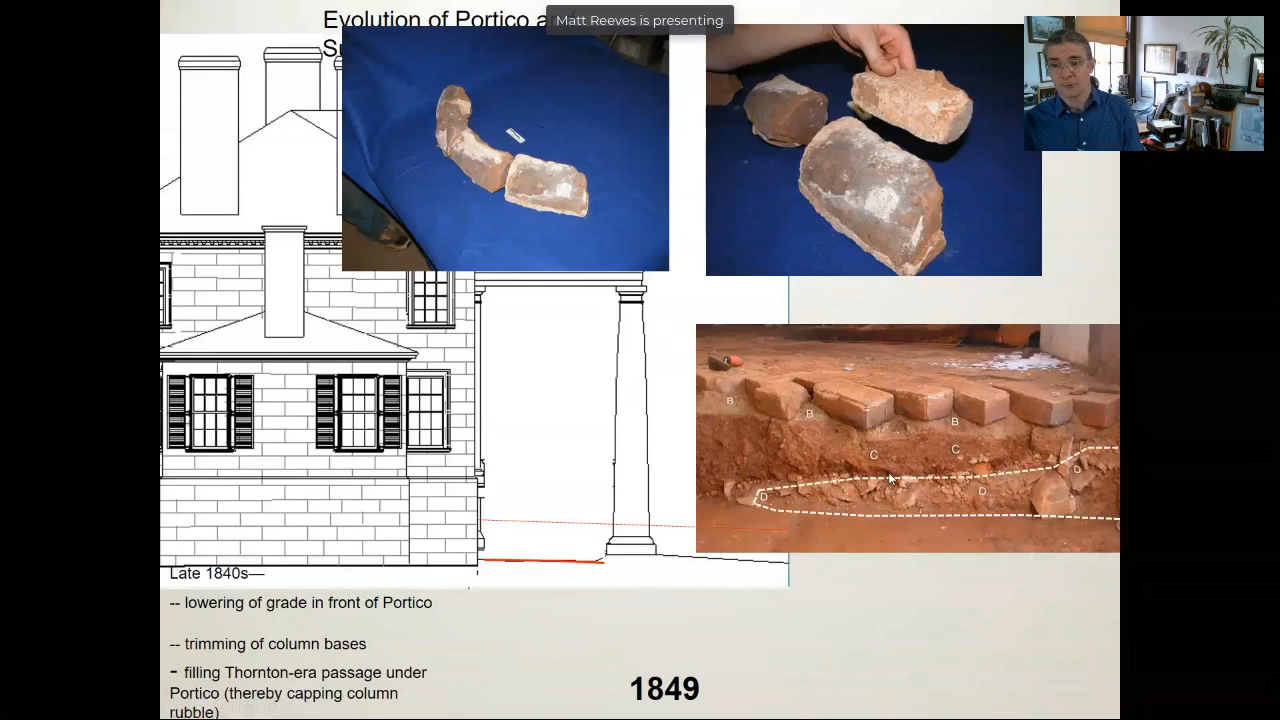 Evolution of Portico
Matt Reeves is presenting
B
B
B
C
C
D
D
D
Late 1840s—
-- lowering of grade in front of Portico
-- trimming of column bases
- filling Thornton-era passage under
Portico (thereby capping column
rubble)
1849